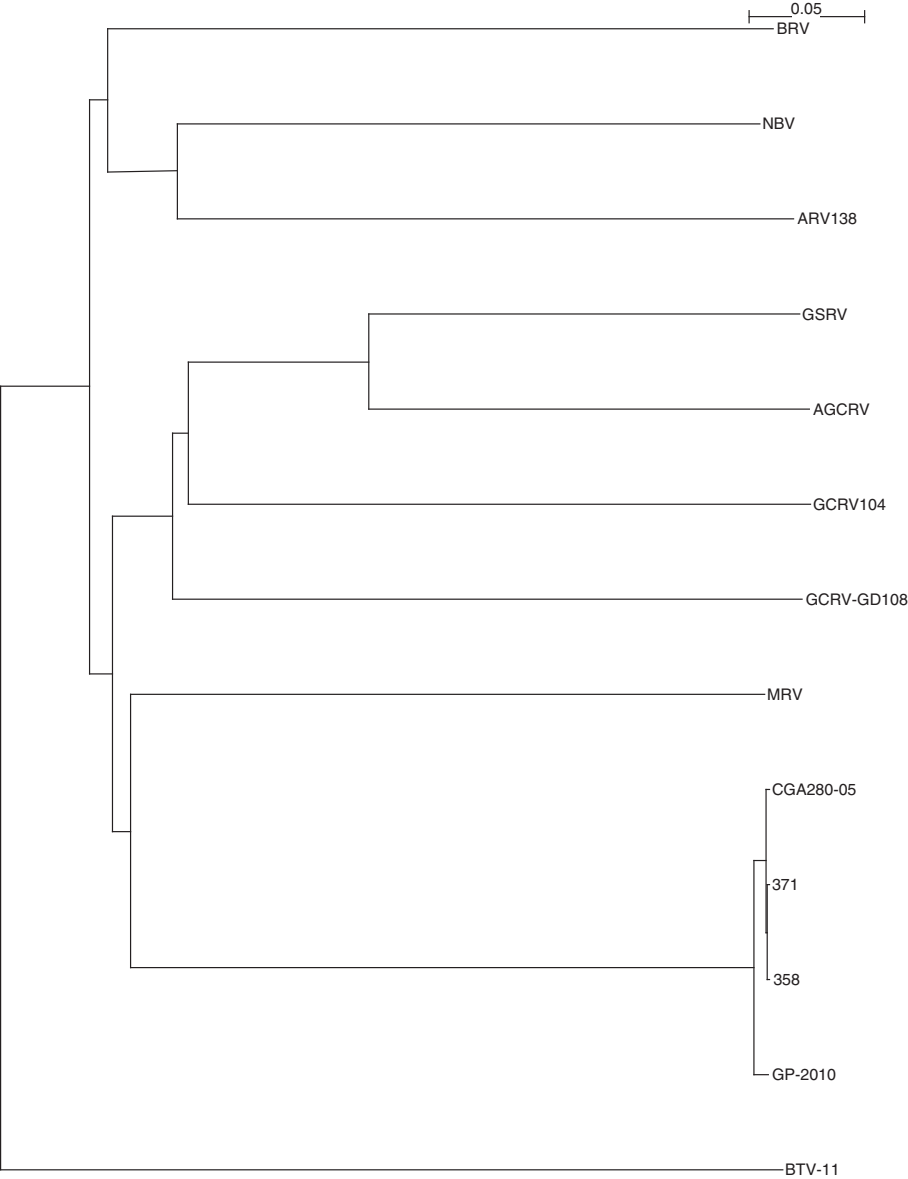 0.05
BRV
NBV
ARV138
GSRV
AGCRV
GCRV104
GCRV-GD108
MRV
CGA280-05
371
358
GP-2010
BTV-11